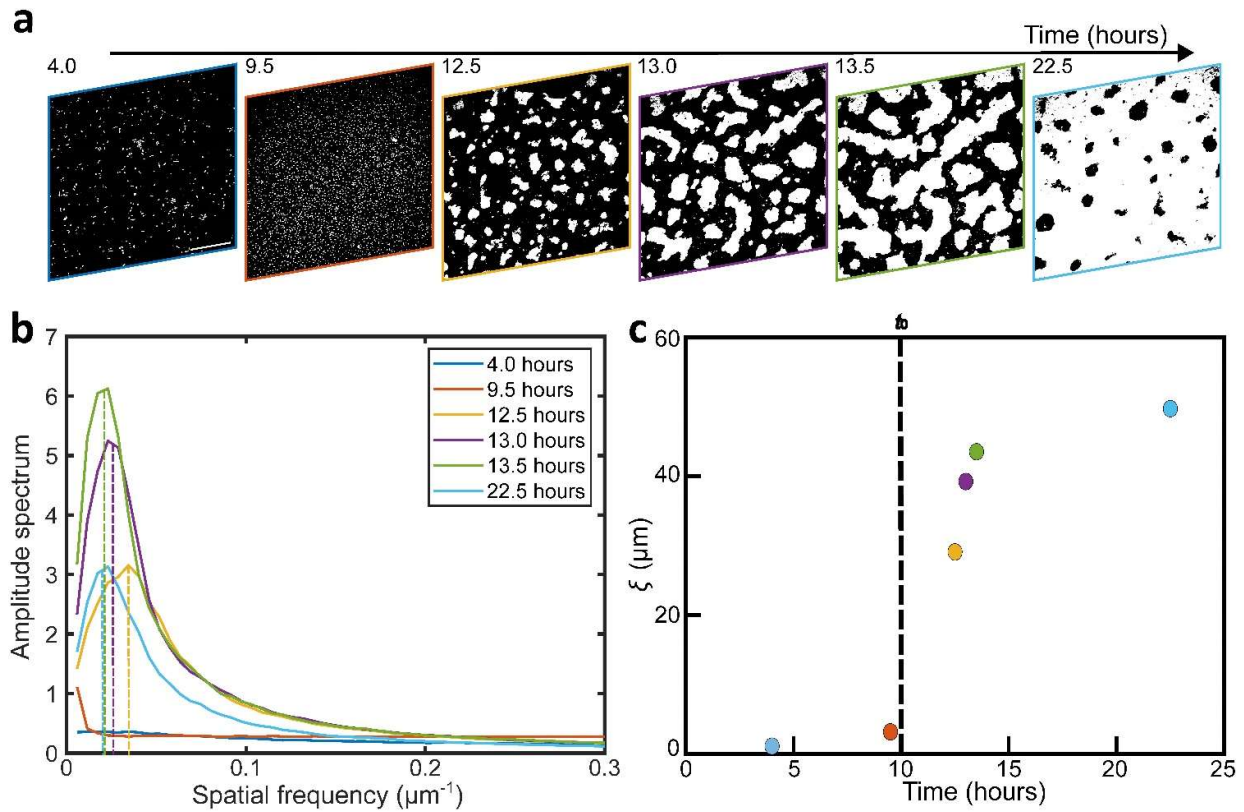 a
Time (hours)
4.0 9.5 12.5 13.0 13.5 22.5
b
7
6
5
4
3
2
1
0
Amplitude spectrum
0 0.1 0.2 0.3
Spatial frequency (µm⁻¹)
4.0 hours
9.5 hours
12.5 hours
13.0 hours
13.5 hours
22.5 hours
c
60
40
20
0
ξ (µm)
0 5 10 15 20 25
Time (hours)